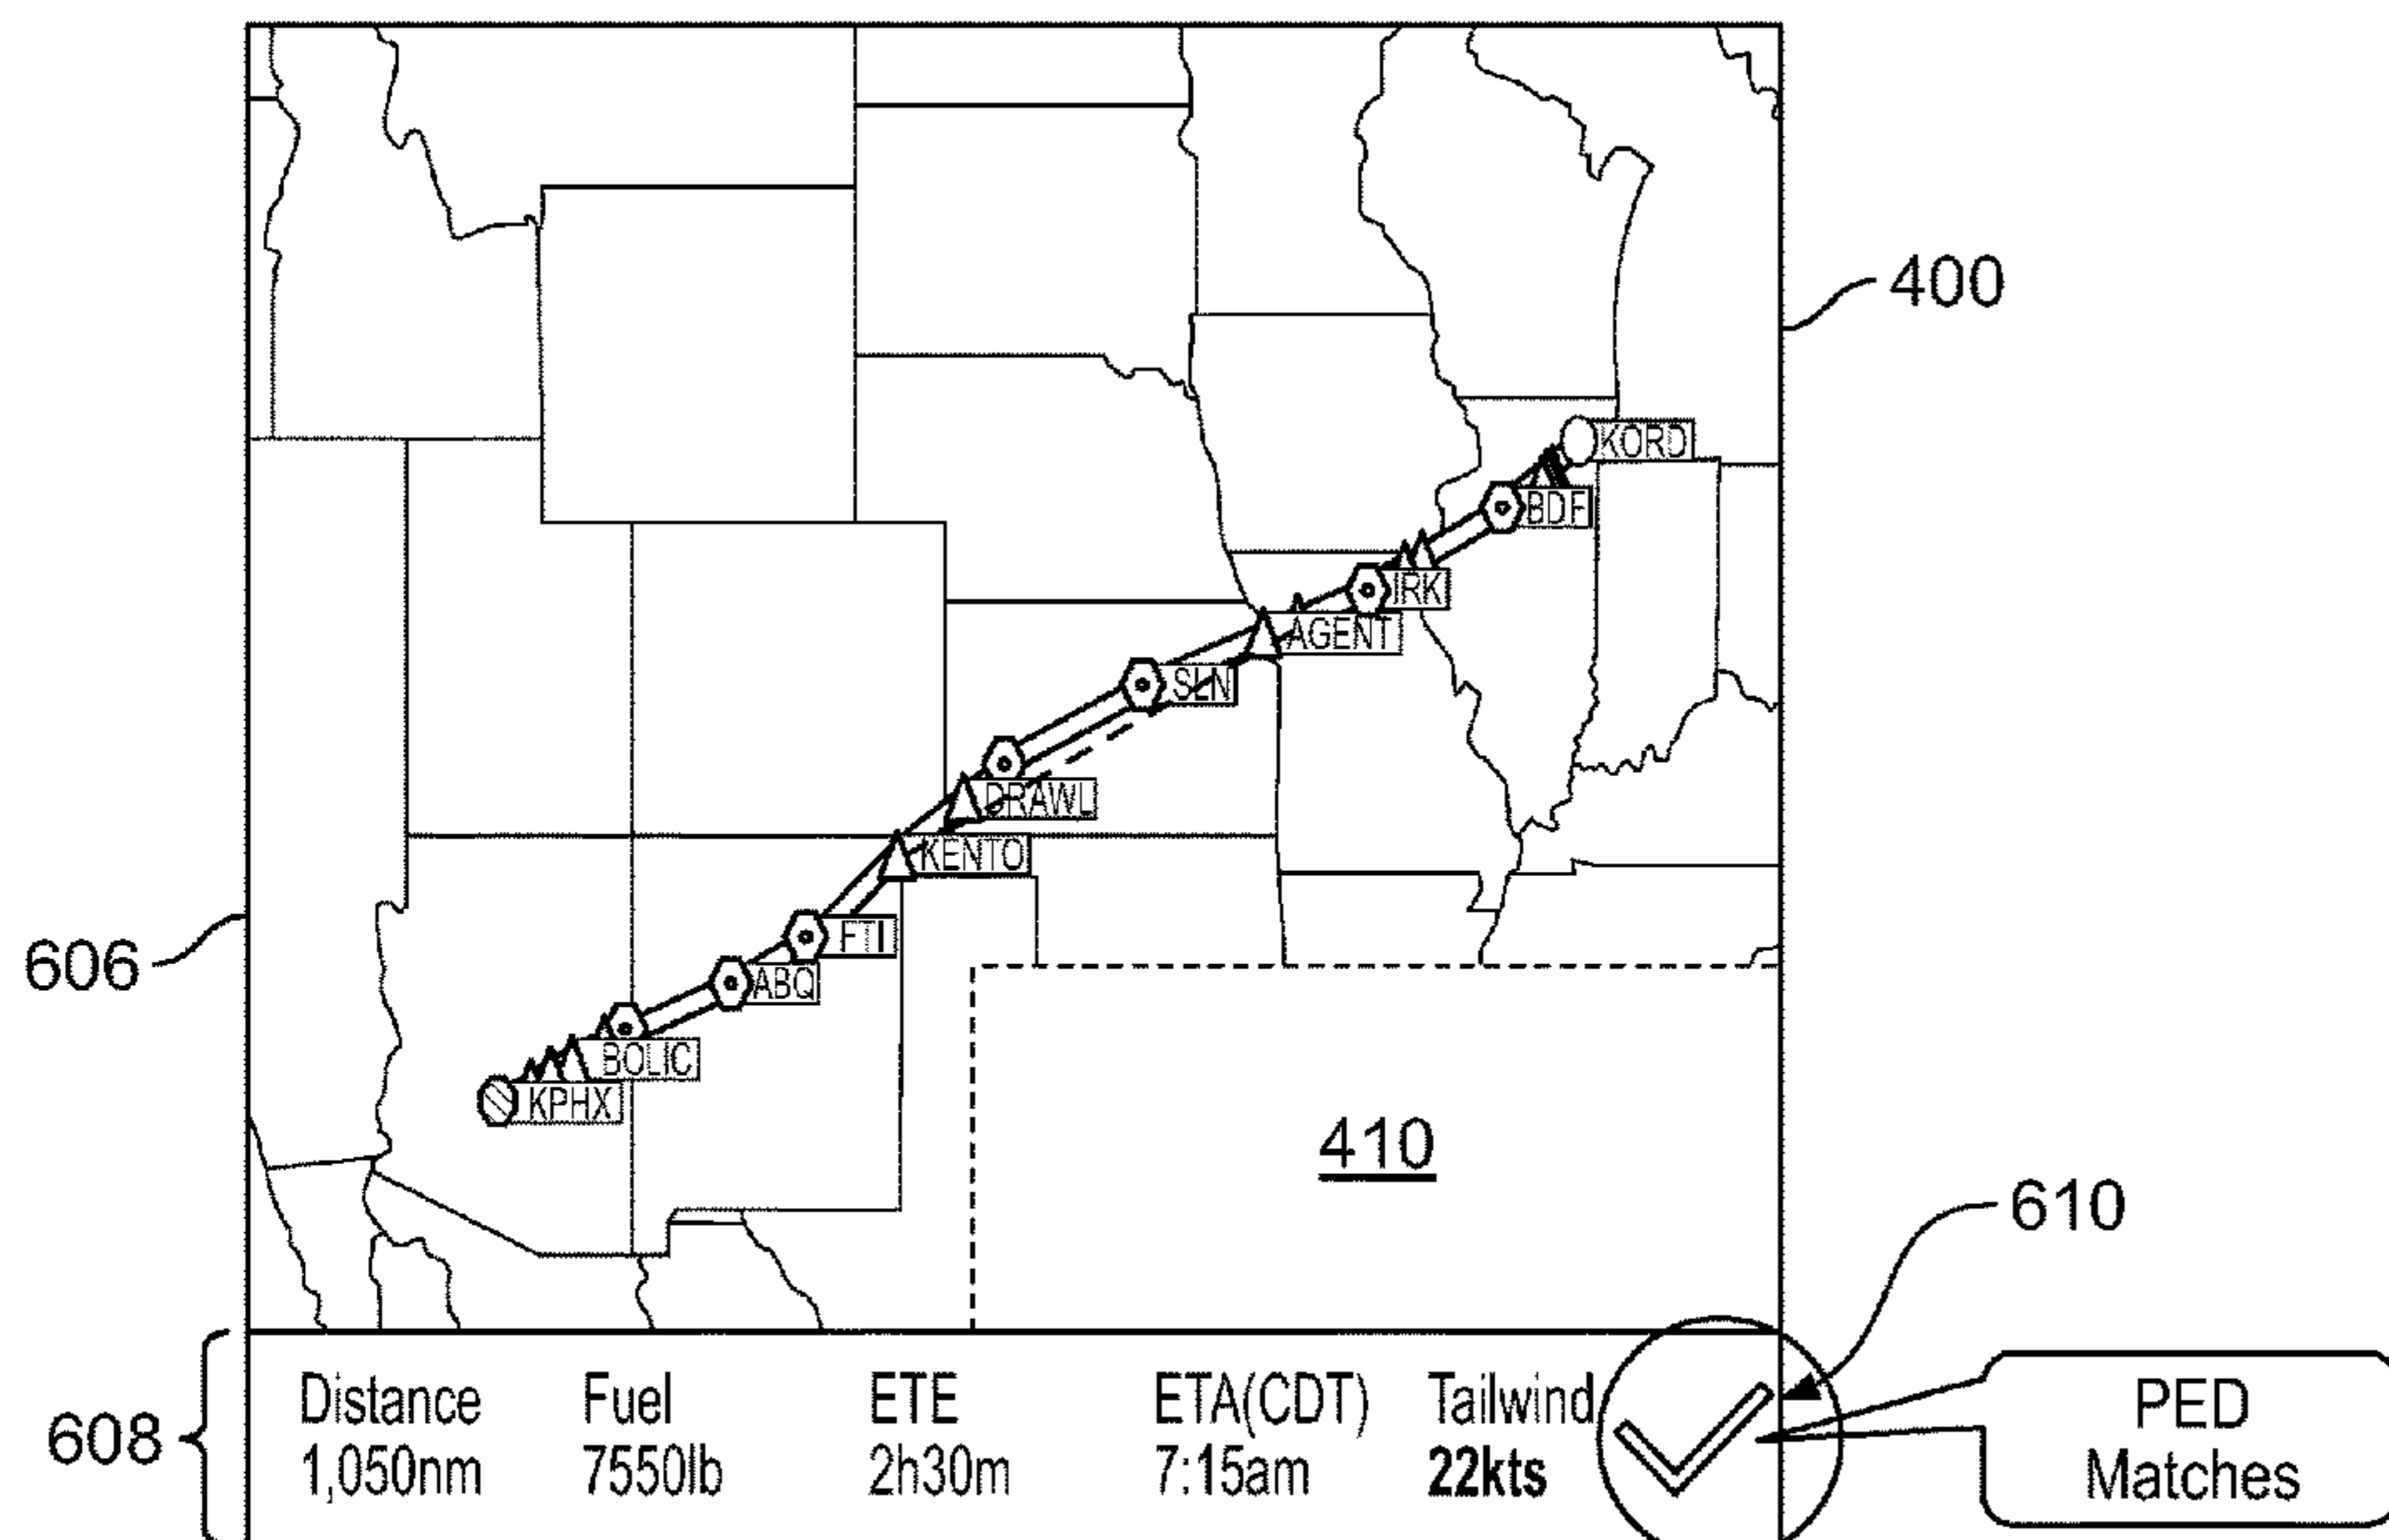 400
KORD
BDF
IRK
AGENT
SLN
DRAWL
KENTO
606
FTI
ABQ
BOLIC
KPHX
410
610
608
Distance Fuel ETE ETA(CDT) Tailwind
1,050nm 7550lb 2h30m 7:15am 22kts
PED
Matches